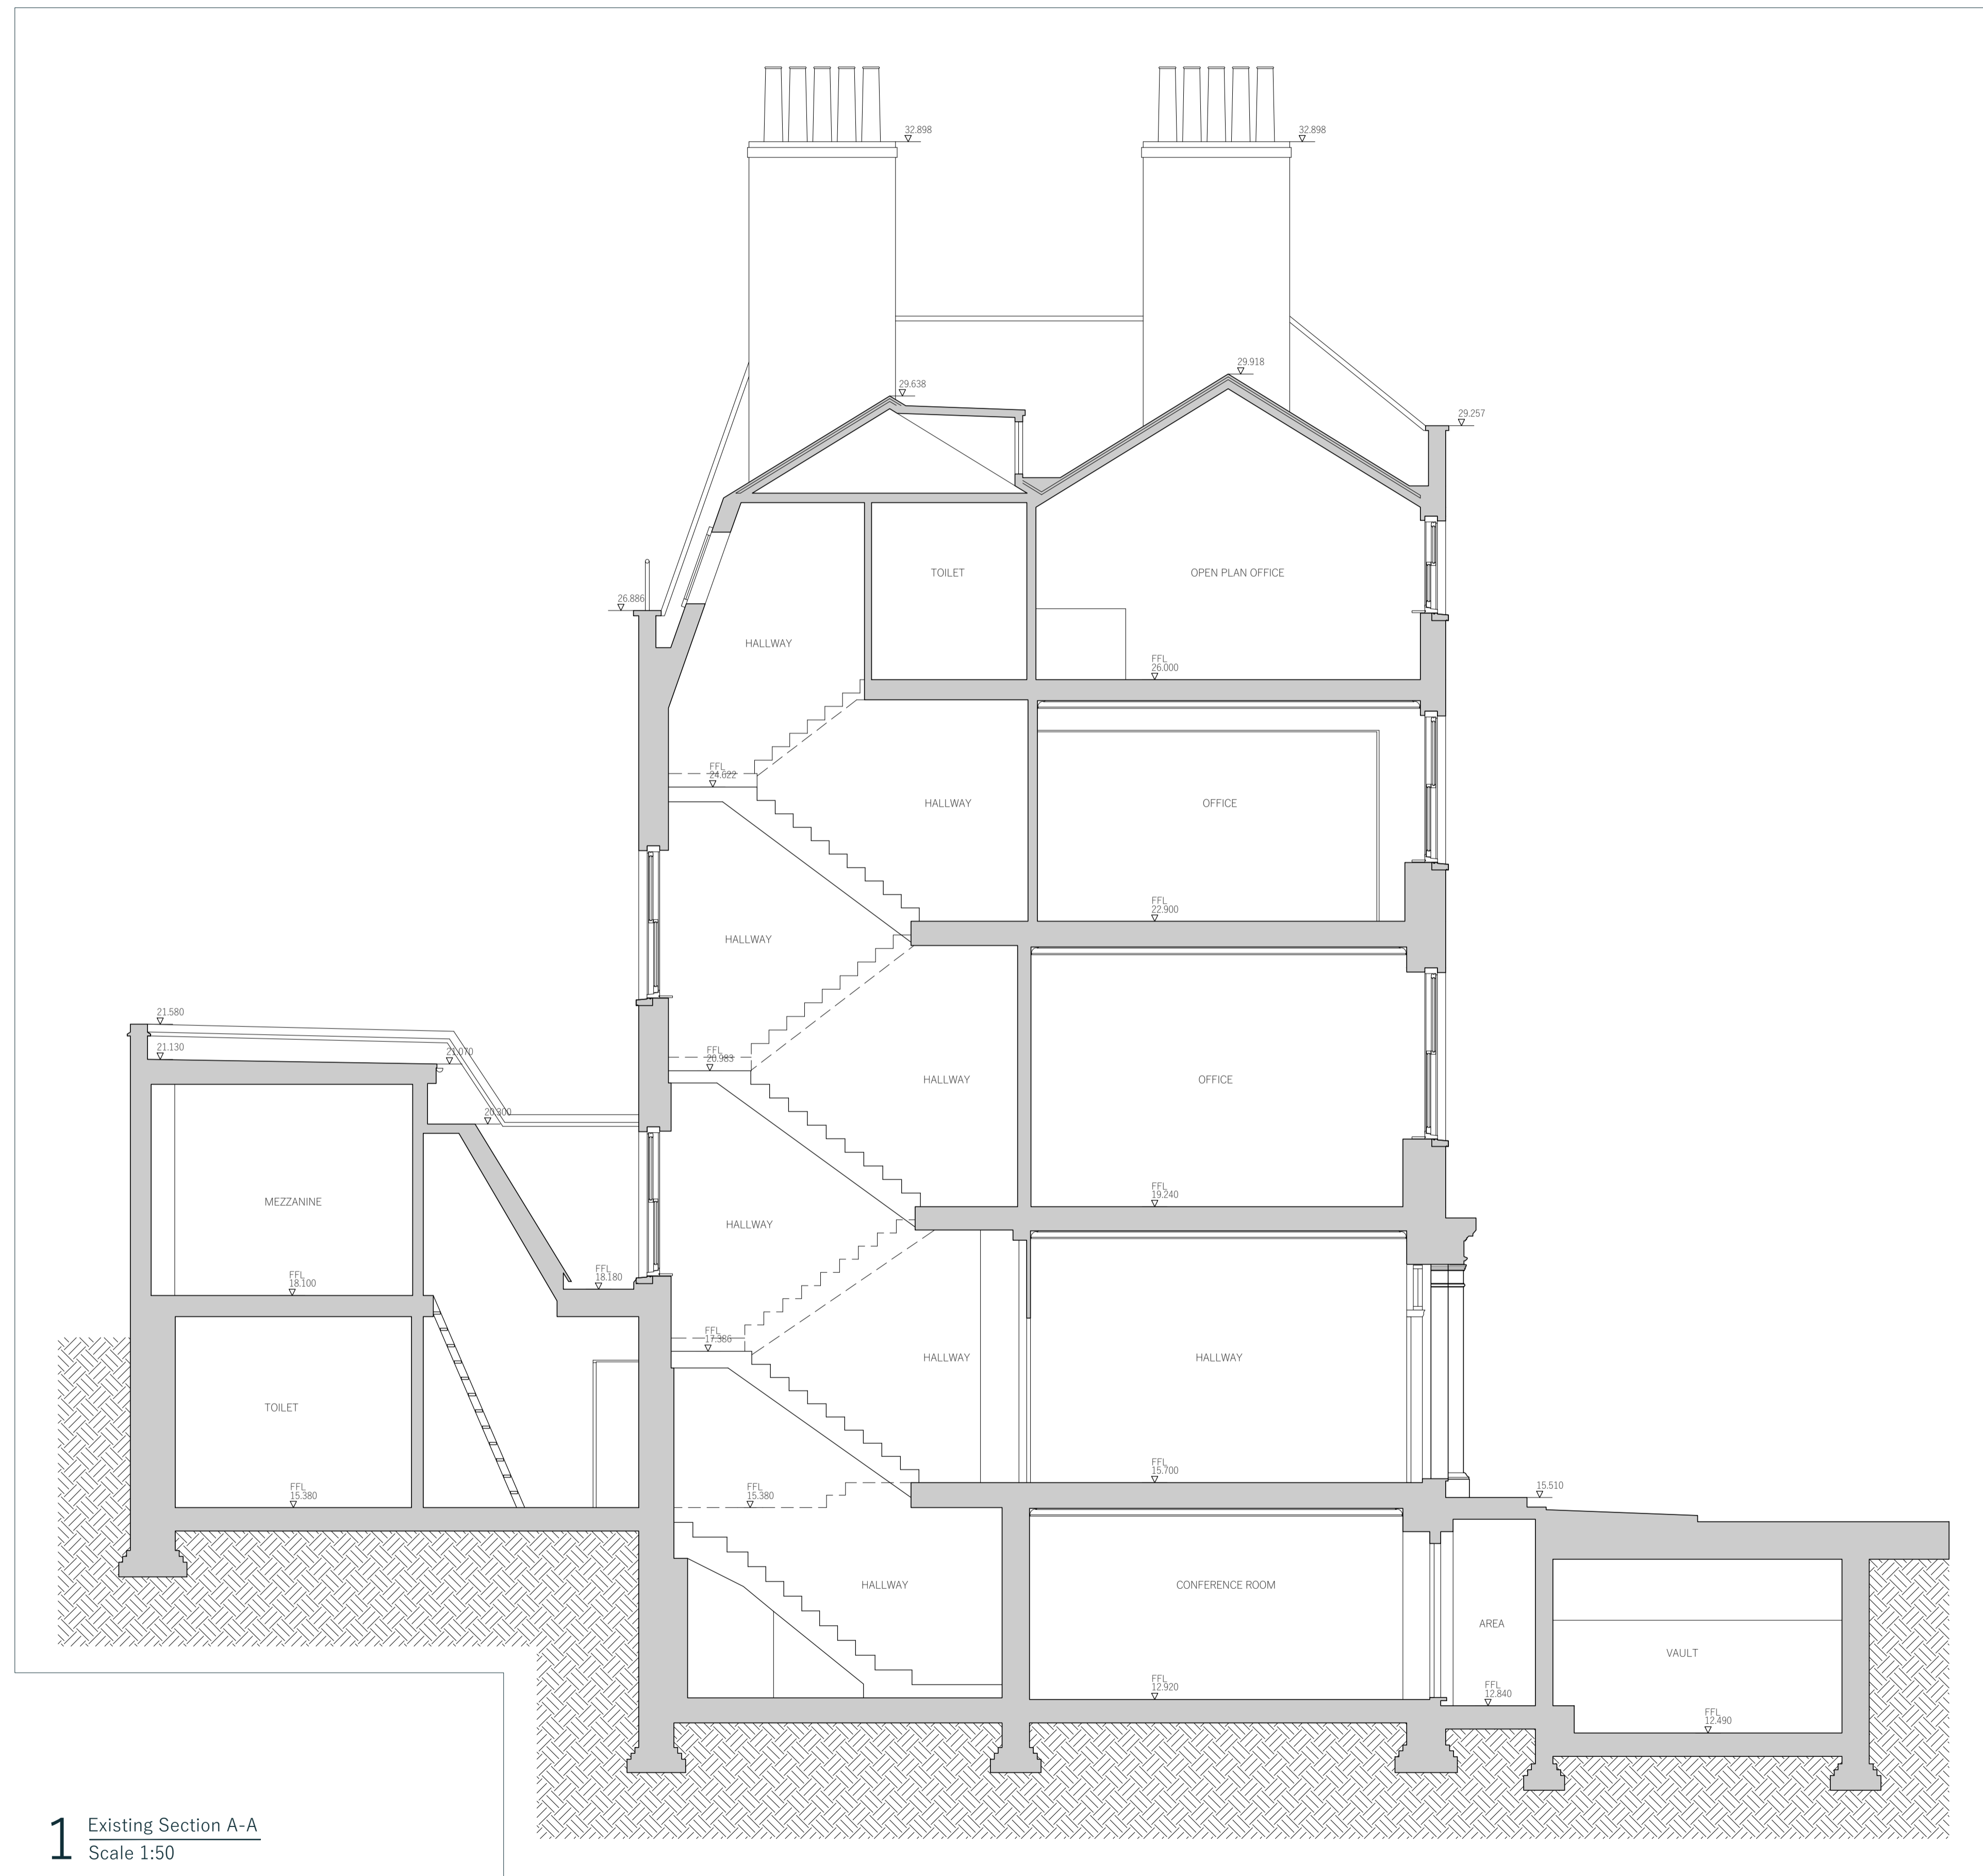 32.898
32.898
29.918
29.638
29.257
TOILET
OPEN PLAN OFFICE
26.886
HALLWAY
FFL
26.000
FFL
24.622
HALLWAY
OFFICE
FFL
22.900
HALLWAY
21.580
21.130
21.070
FFL
20.983
HALLWAY
OFFICE
20.300
MEZZANINE
FFL
19.240
HALLWAY
FFL
18.100
18.180
FFL
17.386
HALLWAY
HALLWAY
TOILET
FFL
15.700
FFL
15.380
FFL
15.380
15.510
HALLWAY
CONFERENCE ROOM
AREA
VAULT
FFL
12.920
FFL
12.840
FFL
12.490
1
Existing Section A-A
Scale 1:50